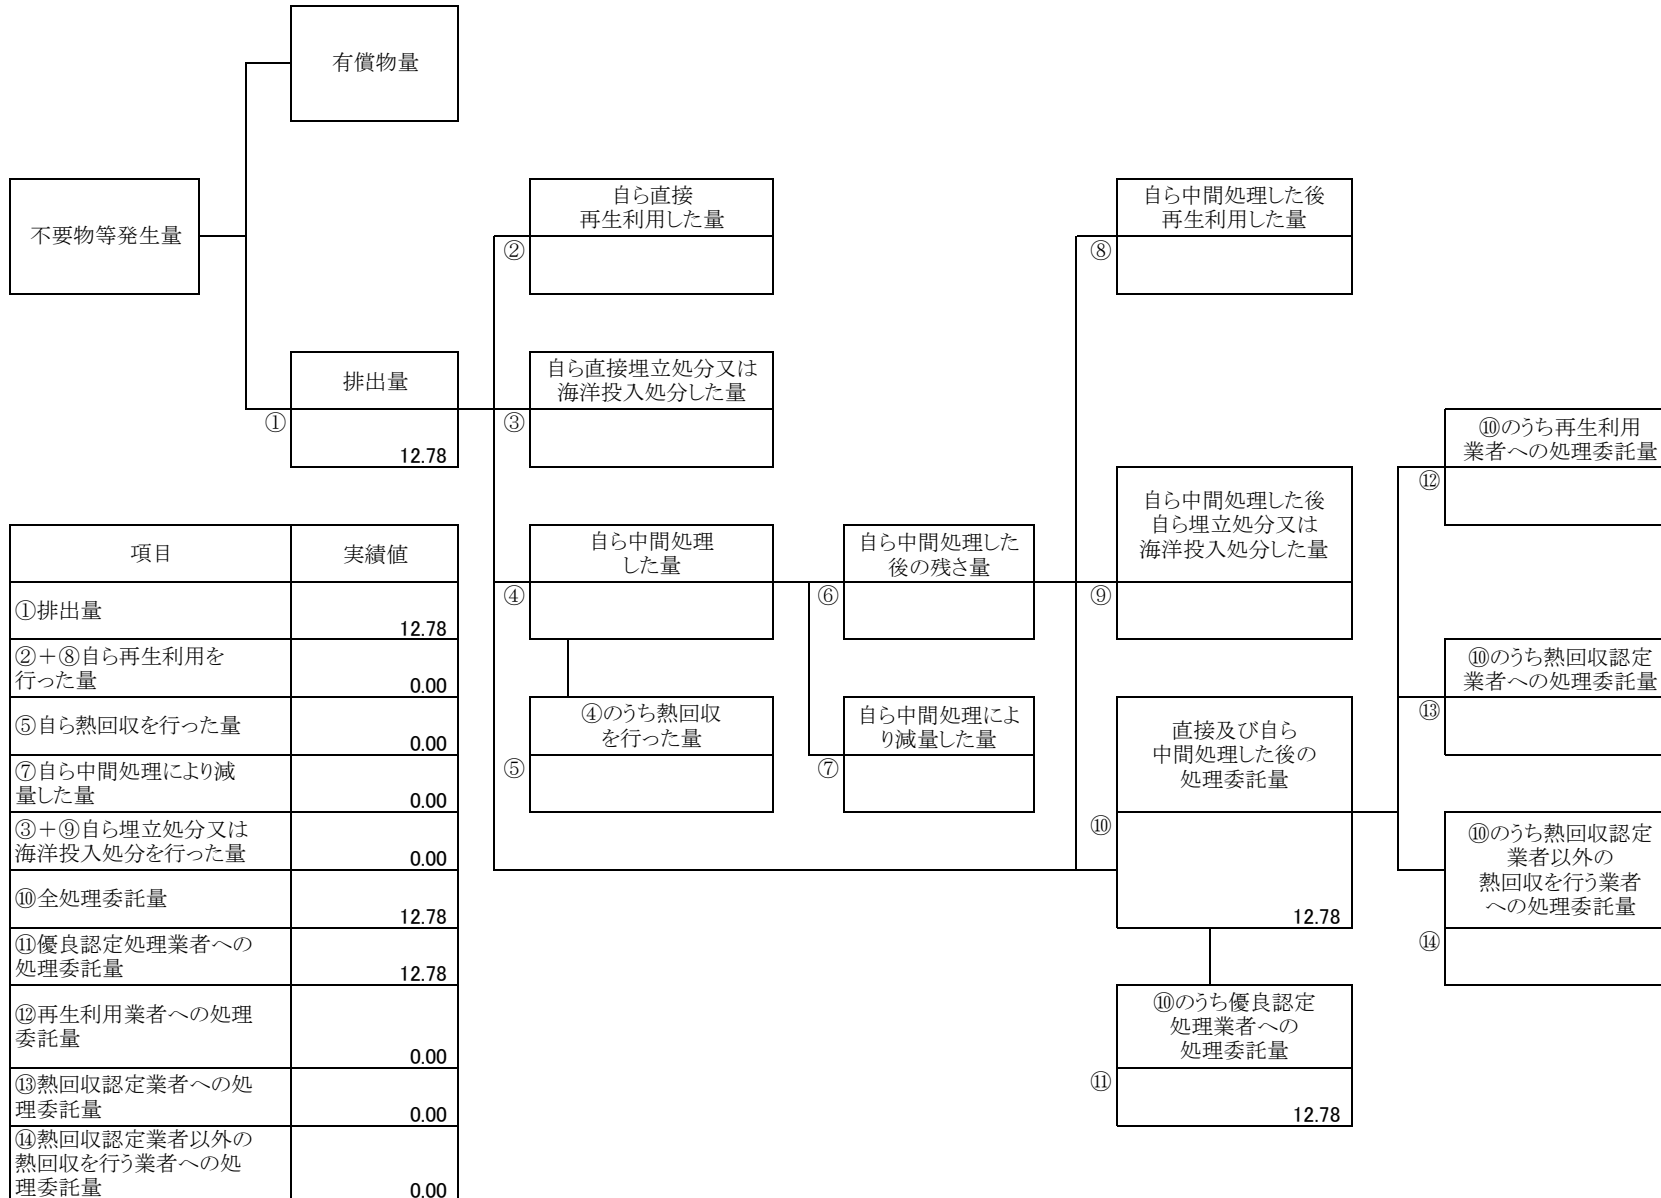 有償物量
不要物等発生量
自ら直接
再生利用した量
②
自ら中間処理した後
再生利用した量
⑧
排出量
①
12.78
自ら直接埋立処分又は
海洋投入処分した量
③
⑩のうち再生利用
業者への処理委託量
⑫
自ら中間処理
した量
④
自ら中間処理した
後の残さ量
⑥
自ら中間処理した後
自ら埋立処分又は
海洋投入処分した量
⑨
④のうち熱回収
を行った量
⑤
自ら中間処理によ
り減量した量
⑦
直接及び自ら
中間処理した後の
処理委託量
⑩
12.78
⑩のうち熱回収認定
業者への処理委託量
⑬
⑩のうち熱回収認定
業者以外の
熱回収を行う業者
への処理委託量
⑭
⑩のうち優良認定
処理業者への
処理委託量
⑪
12.78
項目 実績値
①排出量
12.78
②＋⑧自ら再生利用を
行った量
0.00
⑤自ら熱回収を行った量
0.00
⑦自ら中間処理により減
量した量
0.00
③＋⑨自ら埋立処分又は
海洋投入処分を行った量
0.00
⑩全処理委託量
12.78
⑪優良認定処理業者への
処理委託量
12.78
⑫再生利用業者への処理
委託量
0.00
⑬熱回収認定業者への処
理委託量
0.00
⑭熱回収認定業者以外の
熱回収を行う業者への処
理委託量
0.00